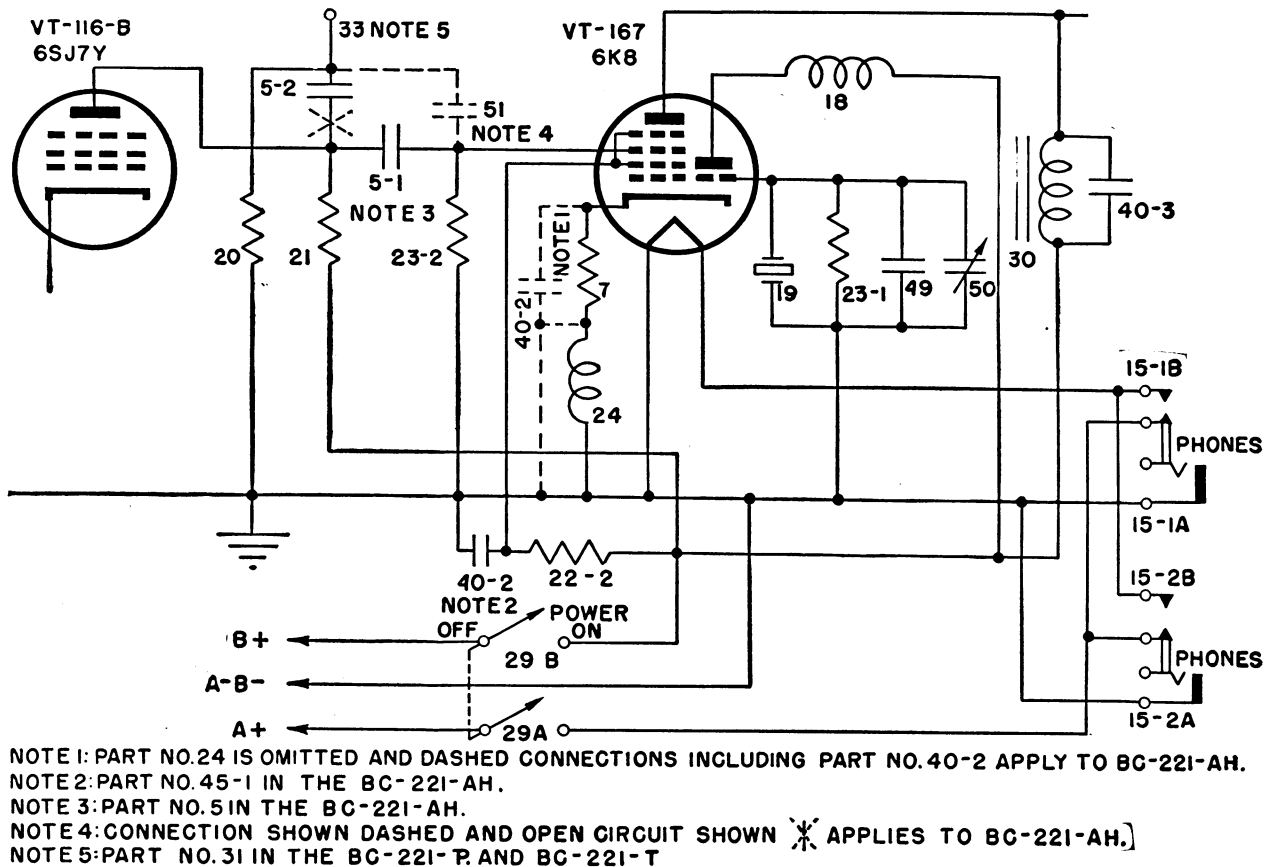 VT-116-B
6SJ7Y
33 NOTE 5
VT-167
6K8
5-2
51
NOTE 4
18
5-1
NOTE 3
20
21
23-2
NOTE 1
40-2
7
24
19
23-1
49
50
30
40-3
15-1B
PHONES
15-1A
40-2
NOTE 2
22-2
15-2B
PHONES
15-2A
B+
OFF
POWER
ON
29 B
A-B-
A+
29A
NOTE 1: PART NO. 24 IS OMITTED AND DASHED CONNECTIONS INCLUDING PART NO. 40-2 APPLY TO BC-221-AH.
NOTE 2: PART NO. 45-1 IN THE BC-221-AH.
NOTE 3: PART NO. 5 IN THE BC-221-AH.
NOTE 4: CONNECTION SHOWN DASHED AND OPEN CIRCUIT SHOWN APPLIES TO BC-221-AH.]
NOTE 5: PART NO. 31 IN THE BC-221-P. AND BC-221-T